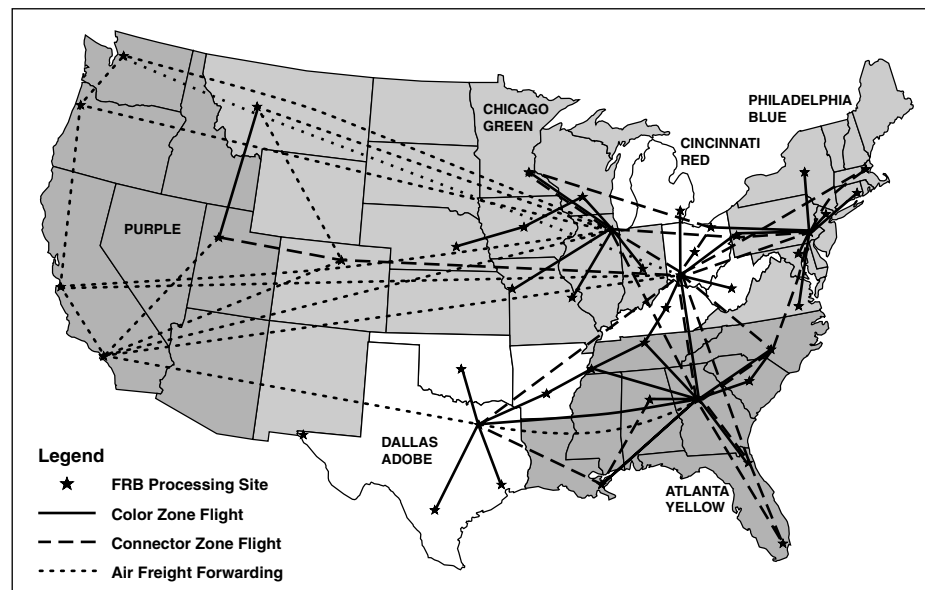 CHICAGO
GREEN
PHILADELPHIA
BLUE
CINCINNATI
RED
PURPLE
DALLAS
ADOBE
ATLANTA
YELLOW
Legend
FRB Processing Site
Color Zone Flight
Connector Zone Flight
Air Freight Forwarding